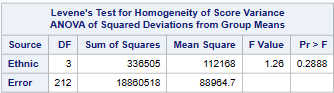 Levene's Test for Homogeneity of Score Variance
ANOVA of Squared Deviations from Group Means
Source DF Sum of Squares Mean Square F Value Pr > F
Ethnic 3 336505 112168 1.26 0.2888
Error 212 18860518 88964.7